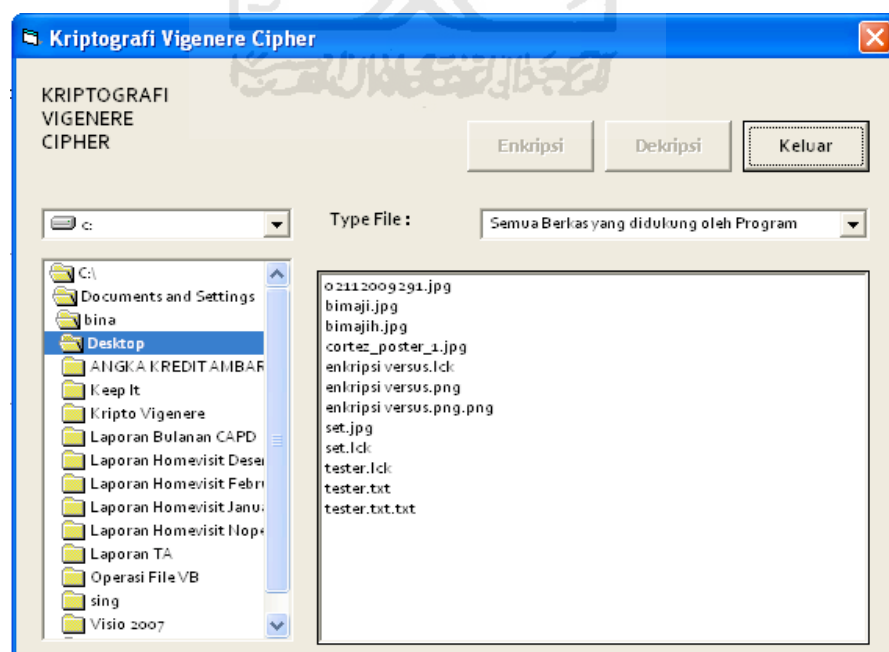 Kriptografi Vigenere Cipher
KRIPTOGRAFI
VIGENERE
CIPHER
Enkripsi
Dekripsi
Keluar
c:
Type File :
Semua Berkas yang didukung oleh Program
C:\
Documents and Settings
bina
Desktop
ANGKA KREDIT AMBAR
Keep It
Kripto Vigenere
Laporan Bulanan CAPD
Laporan Homevisit Dese
Laporan Homevisit Febr
Laporan Homevisit Janu
Laporan Homevisit Nop
Laporan TA
Operasi File VB
sing
Visio 2007
02112009291.jpg
bimaji.jpg
bimajih.jpg
cortez_poster_1.jpg
enkripsi versus.lck
enkripsi versus.png
enkripsi versus.png.png
set.jpg
set.lck
tester.lck
tester.txt
tester.txt.txt